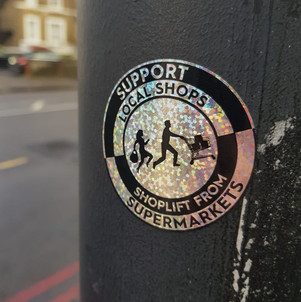 SUPPORT
LOCAL SHOPS
SHOPLIFT FROM
SUPERMARKETS